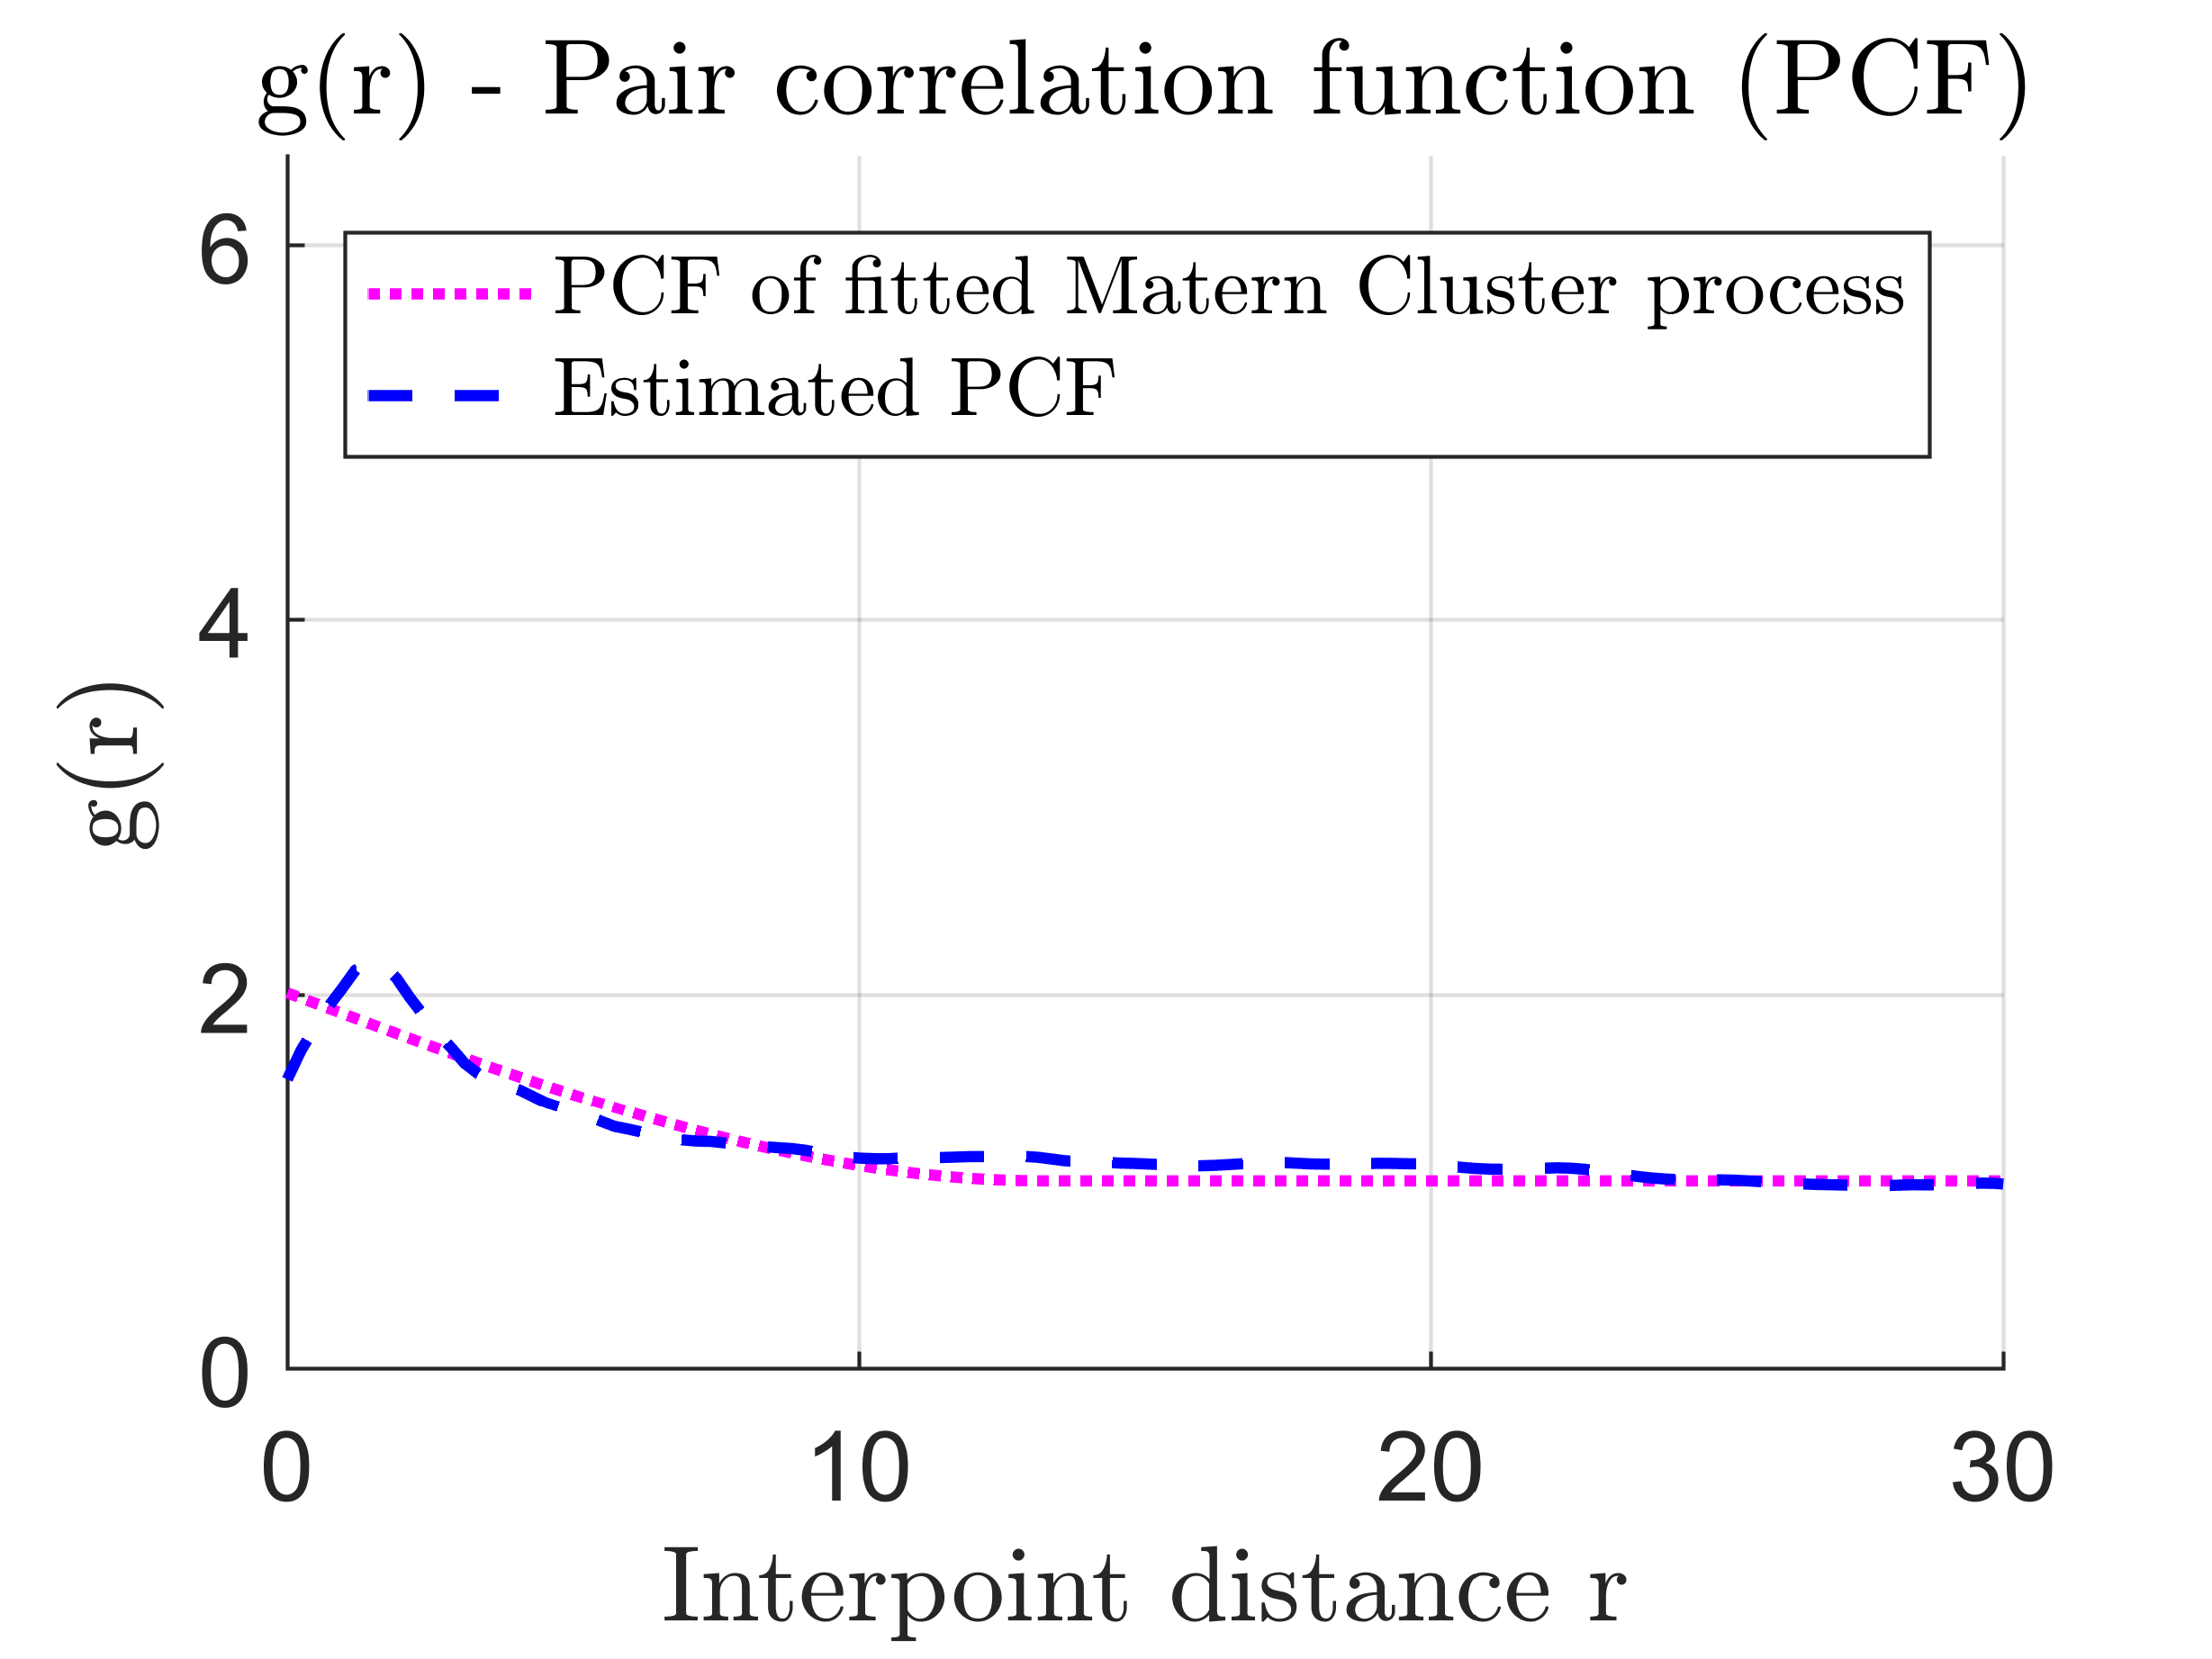 g(r) - Pair correlation function (PCF)
6
PCF of fitted Matern Cluster process
Estimated PCF
4
g(r)
2
0
0 10 20 30
Interpoint distance r